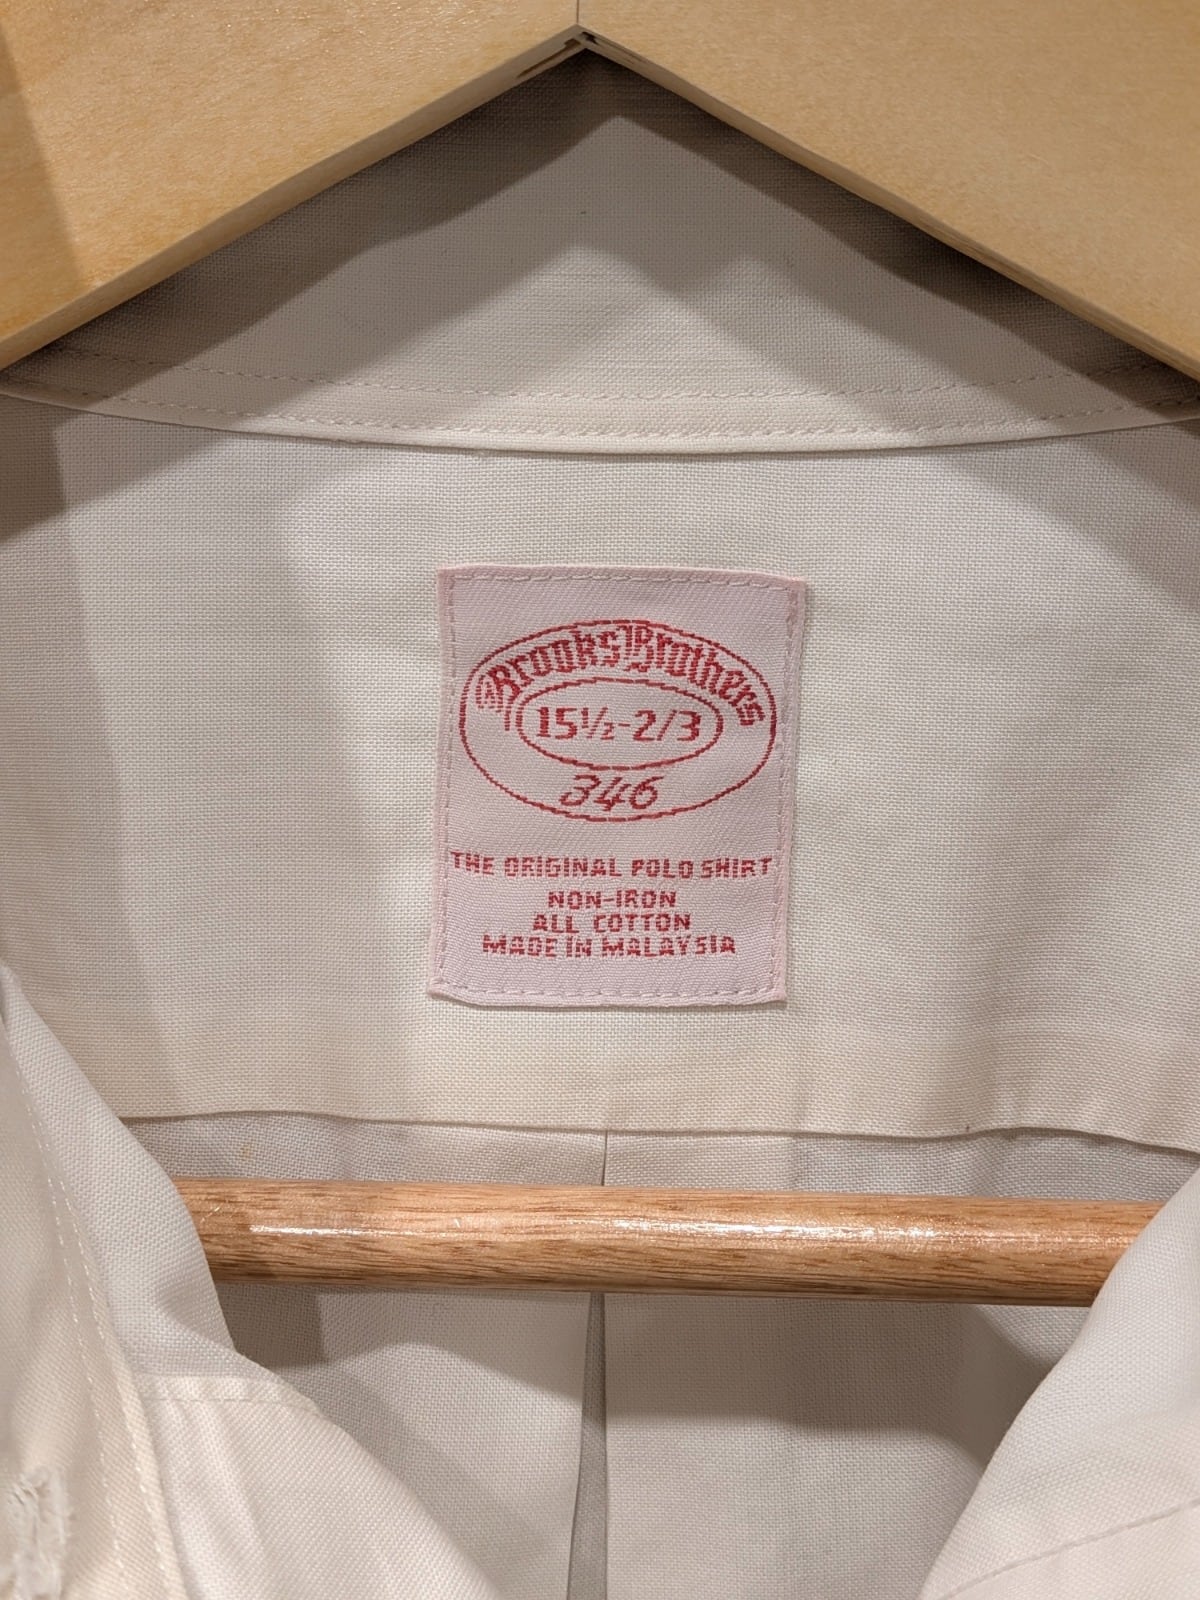 ® Brooks Brothers
15½-2/3
346
THE ORIGINAL POLO SHIRT
NON-IRON
ALL COTTON
MADE IN MALAYSIA